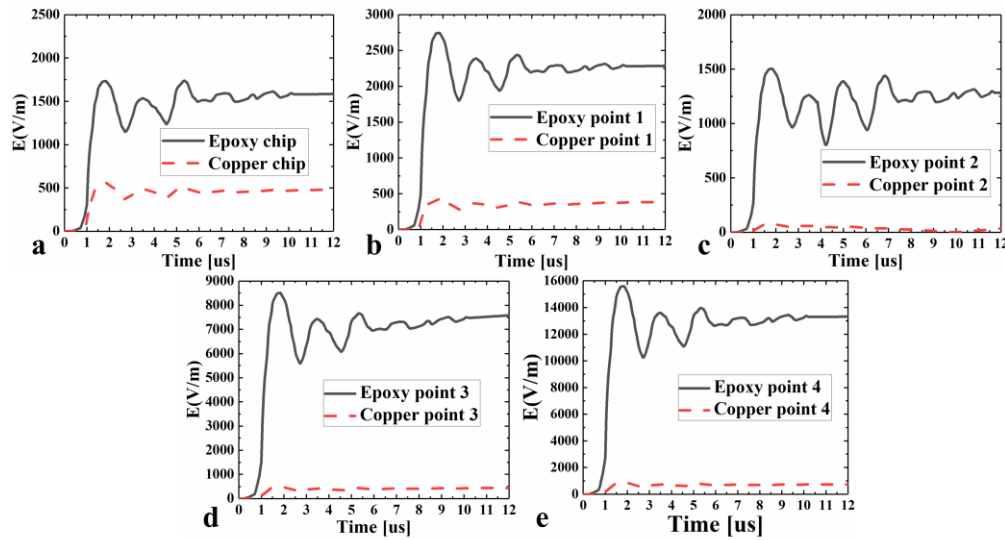 2500
2000
1500
1000
500
0
E(V/m)
Epoxy chip
Copper chip
0 1 2 3 4 5 6 7 8 9 10 11 12
Time [us]
a
3000
2500
2000
1500
1000
500
0
E(V/m)
Epoxy point 1
Copper point 1
0 1 2 3 4 5 6 7 8 9 10 11 12
Time [us]
b
2000
1500
1000
500
0
E(V/m)
Epoxy point 2
Copper point 2
0 1 2 3 4 5 6 7 8 9 10 11 12
Time [us]
c
9000
8000
7000
6000
5000
4000
3000
2000
1000
0
E(V/m)
Epoxy point 3
Copper point 3
0 1 2 3 4 5 6 7 8 9 10 11 12
Time [us]
d
16000
14000
12000
10000
8000
6000
4000
2000
0
E(V/m)
Epoxy point 4
Copper point 4
0 1 2 3 4 5 6 7 8 9 10 11 12
Time [us]
e